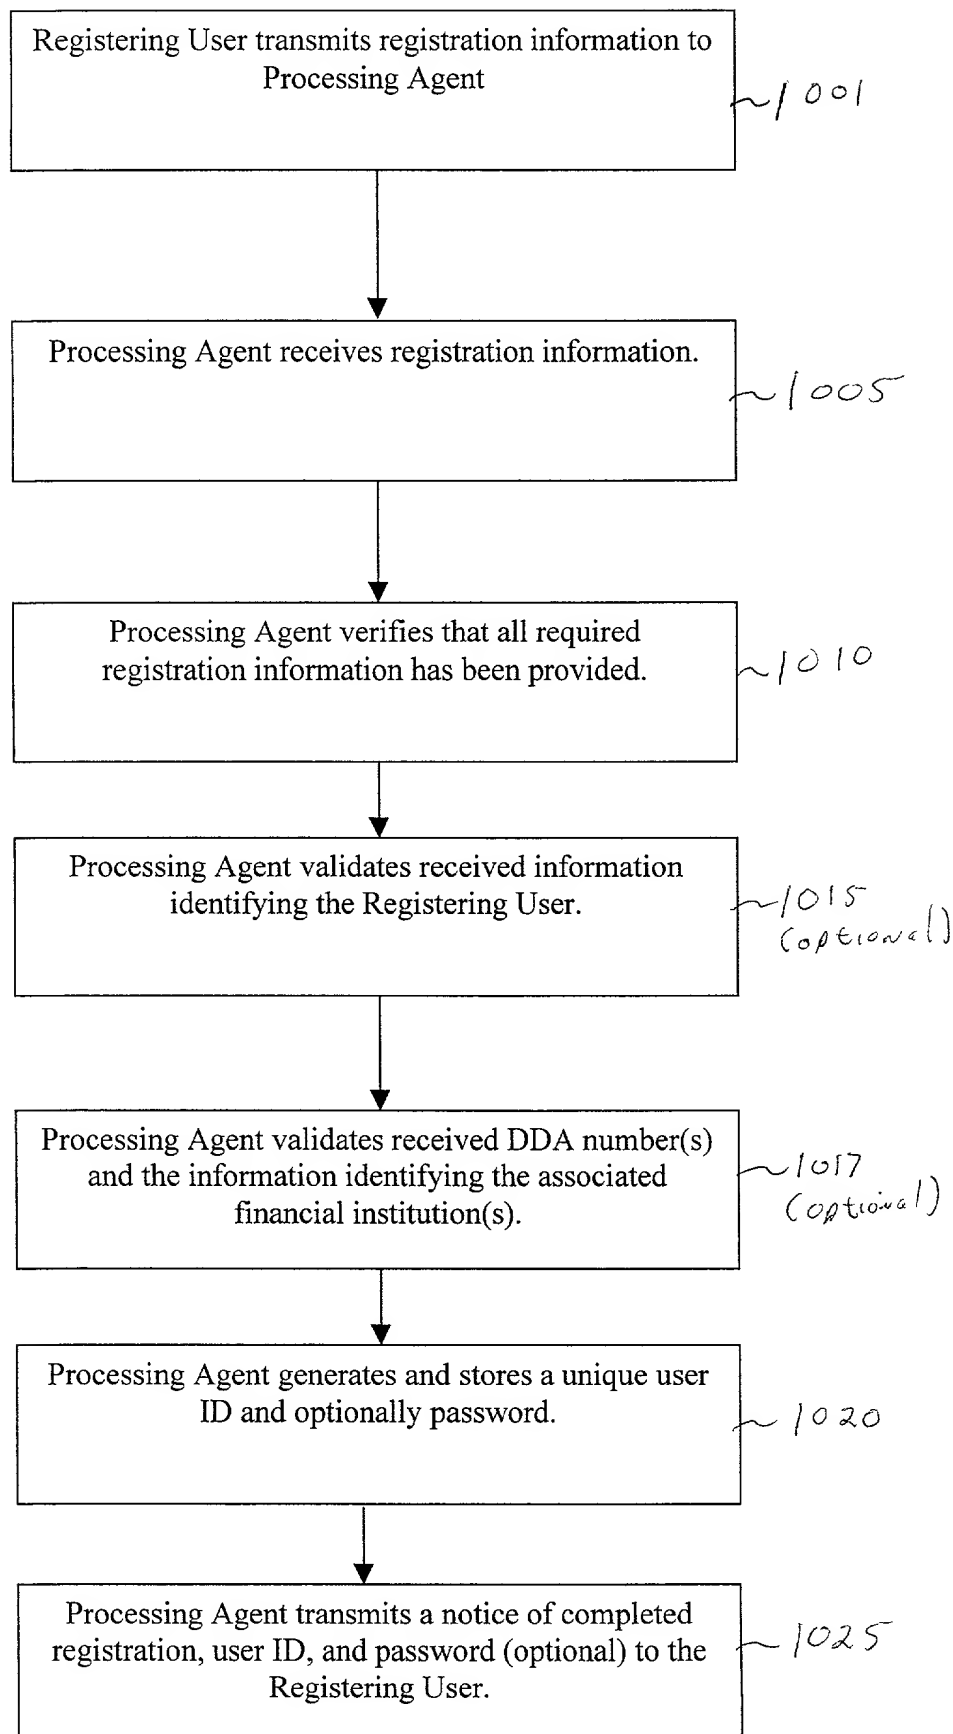 Registering User transmits registration information to
Processing Agent
1001
Processing Agent receives registration information.
1005
Processing Agent verifies that all required
registration information has been provided.
1010
Processing Agent validates received information
identifying the Registering User.
1015
(optional)
Processing Agent validates received DDA number(s)
and the information identifying the associated
financial institution(s).
1017
(optional)
Processing Agent generates and stores a unique user
ID and optionally password.
1020
Processing Agent transmits a notice of completed
registration, user ID, and password (optional) to the
Registering User.
1025